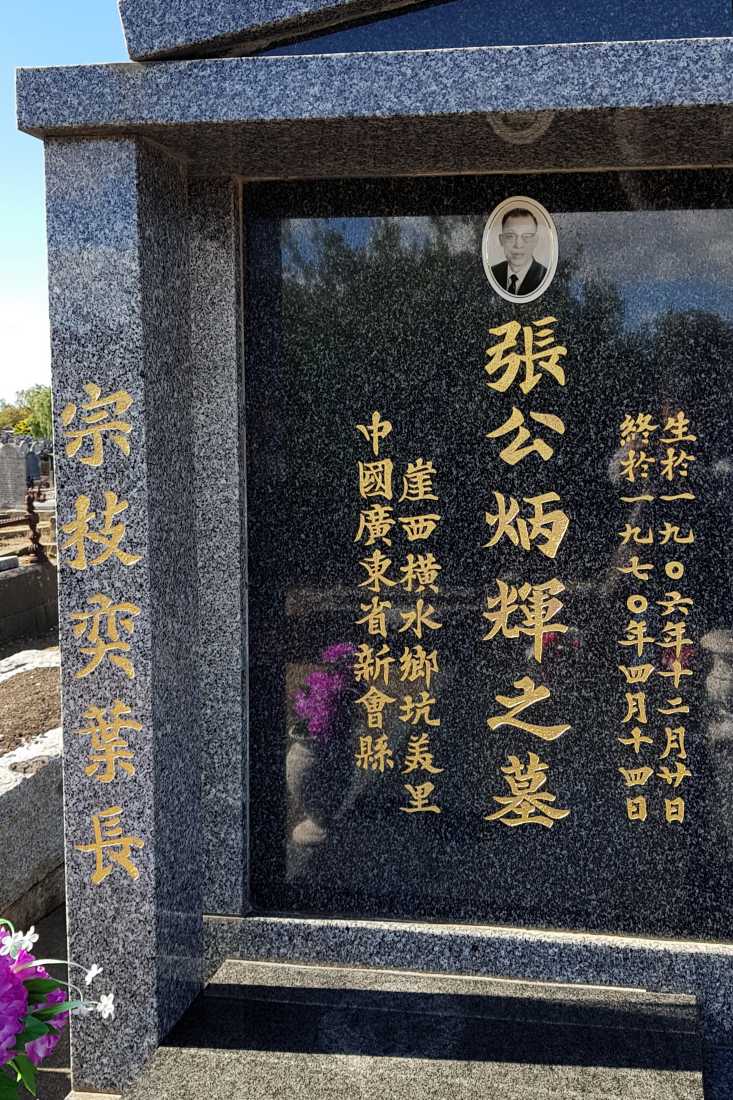 生於一九〇六年十二月廿日
終於一九七〇年四月十四日
張公炳輝之墓
崖西橫水鄉坑美里
中國廣東省新會縣
宗枝奕葉長